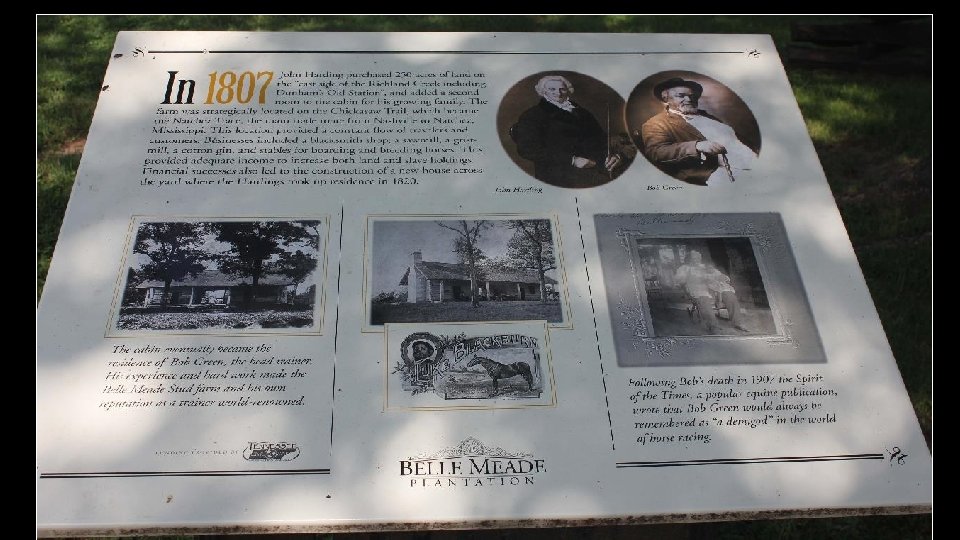 In 1807 John Harding purchased 250 acres of land on
the "east side of the Richland Creek including
Dunham's Old Station", and added a second
room to the cabin for his growing family. The
farm was strategically located on the Chickasaw Trail, which became
the Natchez Trace, the main trade route from Nashville to Natchez,
Mississippi. This location provided a constant flow of travelers and
customers. Businesses included a blacksmith shop, a sawmill, a grist
mill, a cotton gin, and stables for boarding and breeding horses. This
provided adequate income to increase both land and slave holdings.
Financial successes also led to the construction of a new house across
the yard where the Hardings took up residence in 1820.
John Harding
Bob Green
The cabin eventually became the
residence of Bob Green, the head trainer.
His experience and hard work made the
Belle Meade Stud farm and his own
reputation as a trainer world-renowned.
BLACKBURN
Following Bob's death in 1907 the Spirit
of the Times, a popular equine publication,
wrote that Bob Green would always be
remembered as "a demigod" in the world
of horse racing.
TENNESSEE
BELLE MEADE
PLANTATION